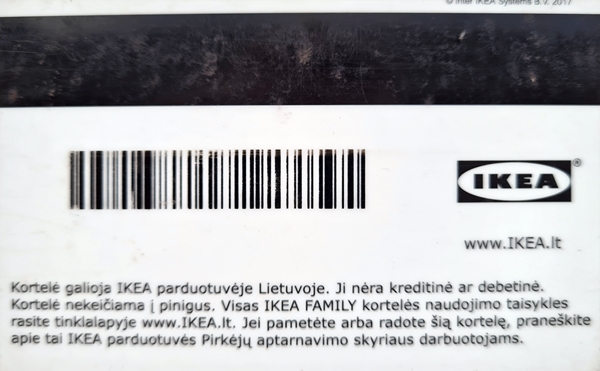 © Inter IKEA Systems B.V. 2017
IKEA®
www.IKEA.lt
Kortelė galioja IKEA parduotuvėje Lietuvoje. Ji nėra kreditinė ar debetinė.
Kortelė nekeičiama į pinigus. Visas IKEA FAMILY kortelės naudojimo taisykles
rasite tinklalapyje www.IKEA.lt. Jei pametėte arba radote šią kortelę, praneškite
apie tai IKEA parduotuvės Pirkėjų aptarnavimo skyriaus darbuotojams.